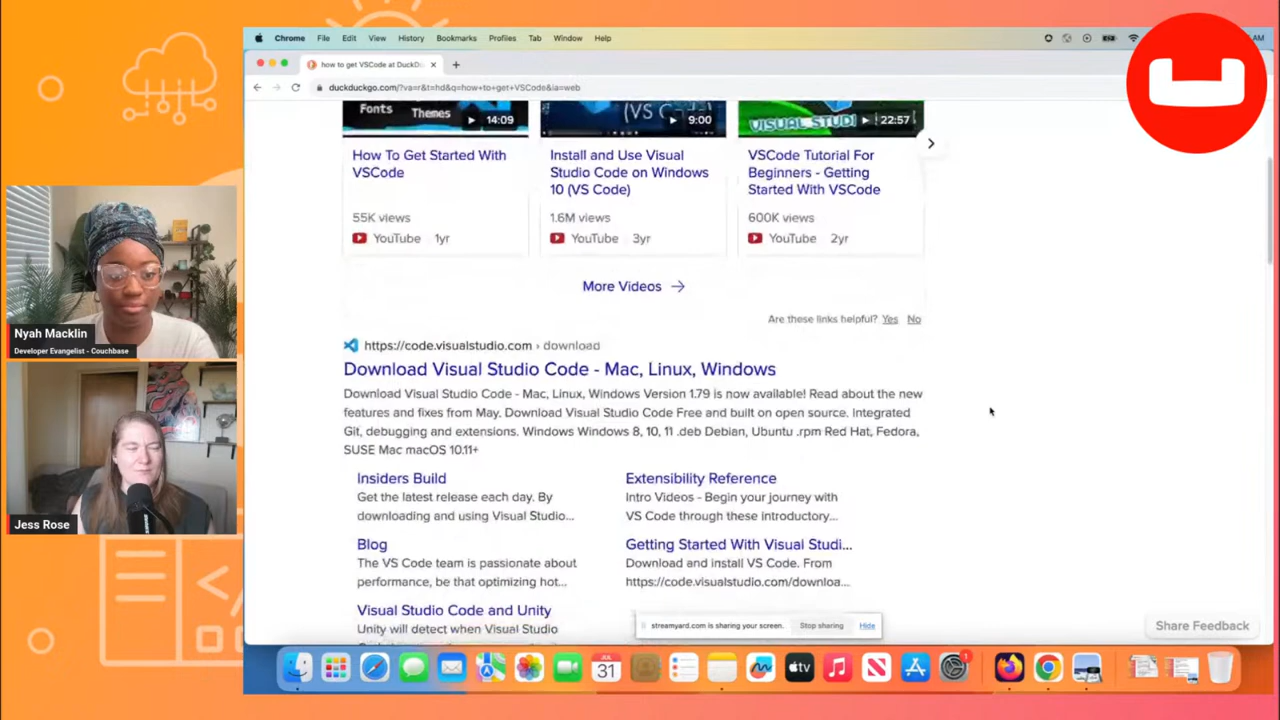 Chrome File Edit View History Bookmarks Profiles Tab Window Help
AM
how to get VSCode at DuckDu
duckduckgo.com/?va=r&t=hd&q=how+to+get+VSCode&ia=web
Fonts Themes
14:09
(VS C
9:00
VISUAL STUDI
22:57
How To Get Started With
VSCode
55K views
YouTube 1yr
Install and Use Visual
Studio Code on Windows
10 (VS Code)
1.6M views
YouTube 3yr
VSCode Tutorial For
Beginners - Getting
Started With VSCode
600K views
YouTube 2yr
More Videos
Are these links helpful? Yes No
https://code.visualstudio.com › download
Download Visual Studio Code - Mac, Linux, Windows
Download Visual Studio Code - Mac, Linux, Windows Version 1.79 is now available! Read about the new
features and fixes from May. Download Visual Studio Code Free and built on open source. Integrated
Git, debugging and extensions. Windows Windows 8, 10, 11 .deb Debian, Ubuntu .rpm Red Hat, Fedora,
SUSE Mac macOS 10.11+
Insiders Build
Get the latest release each day. By
downloading and using Visual Studio...
Extensibility Reference
Intro Videos - Begin your journey with
VS Code through these introductory...
Blog
The VS Code team is passionate about
performance, be that optimizing hot...
Getting Started With Visual Studi...
Download and install VS Code. From
https://code.visualstudio.com/downloa...
Visual Studio Code and Unity
Unity will detect when Visual Studio
streamyard.com is sharing your screen. Stop sharing Hide
Share Feedback
JUL
31
tv
1
Nyah Macklin
Developer Evangelist - Couchbase
Jess Rose